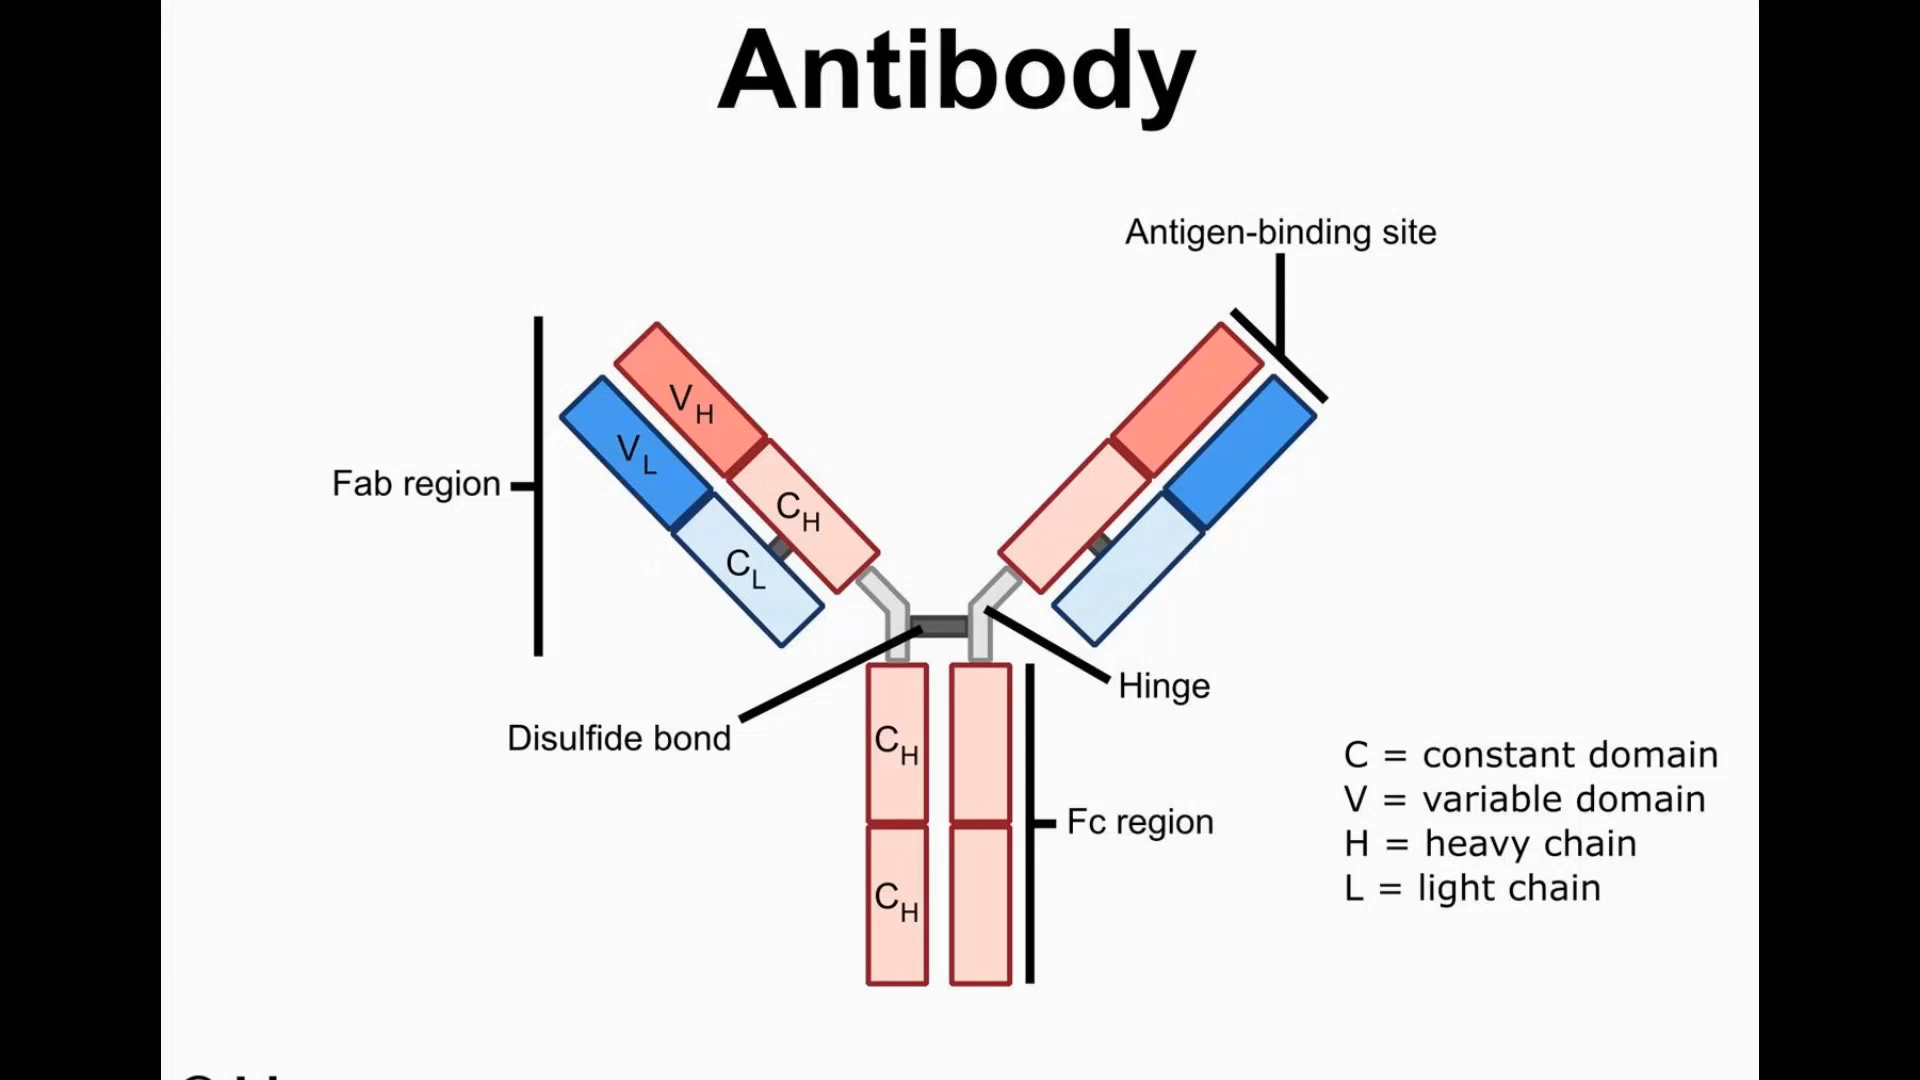 Antibody
Antigen-binding site
Fab region
VH
VL
CH
CL
Hinge
Disulfide bond
CH
Fc region
CH
C = constant domain
V = variable domain
H = heavy chain
L = light chain